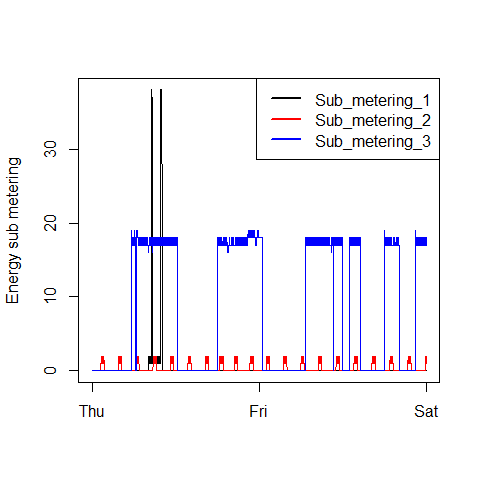 Sub_metering_1
Sub_metering_2
Sub_metering_3
Energy sub metering
30
20
10
0
Thu
Fri
Sat